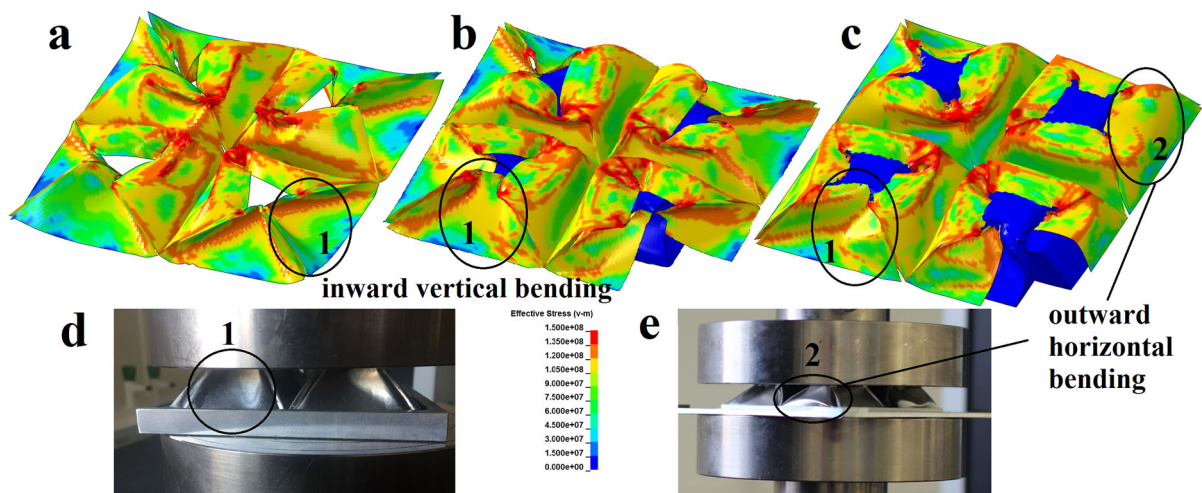 a
b
c
1
1
1
2
inward vertical bending
outward
horizontal
bending
d
1
e
2
Effective Stress (v-m)
1.500e+08
1.350e+08
1.200e+08
1.050e+08
9.000e+07
7.500e+07
6.000e+07
4.500e+07
3.000e+07
1.500e+07
0.000e+00